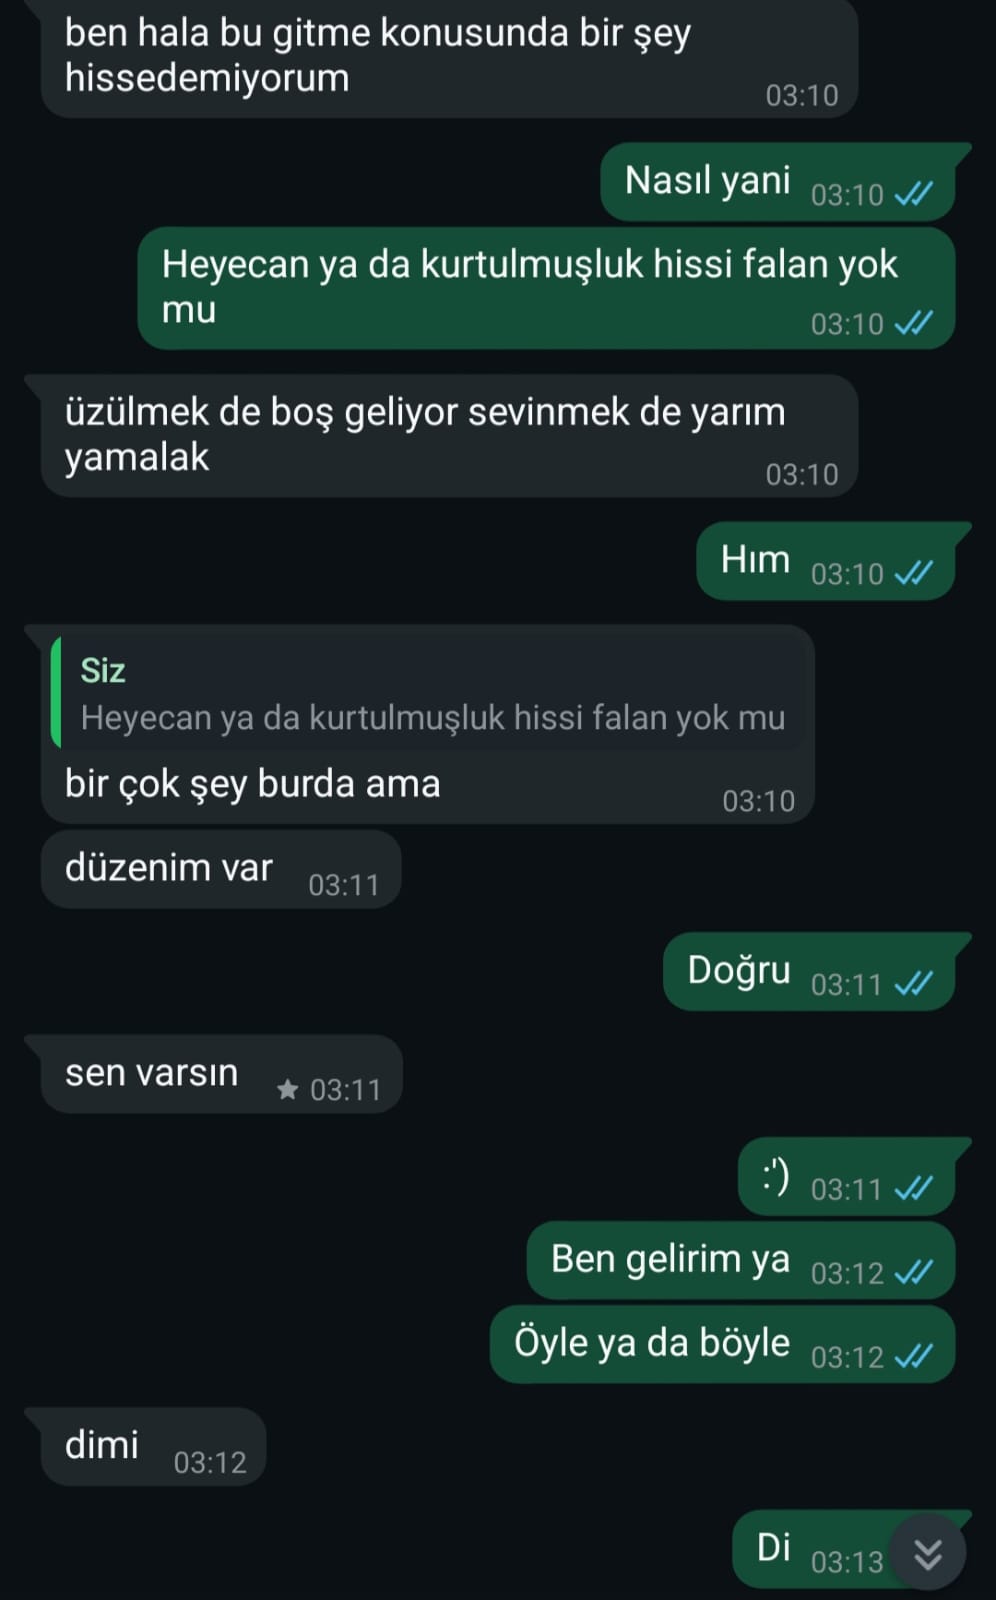 ben hala bu gitme konusunda bir şey
hissedemiyorum
03:10
Nasıl yani 03:10
Heyecan ya da kurtulmuşluk hissi falan yok
mu
03:10
üzülmek de boş geliyor sevinmek de yarım
yamalak
03:10
Hım 03:10
Siz
Heyecan ya da kurtulmuşluk hissi falan yok mu
bir çok şey burda ama
03:10
düzenim var 03:11
Doğru 03:11
sen varsın 03:11
:') 03:11
Ben gelirim ya 03:12
Öyle ya da böyle 03:12
dimi 03:12
Di 03:13